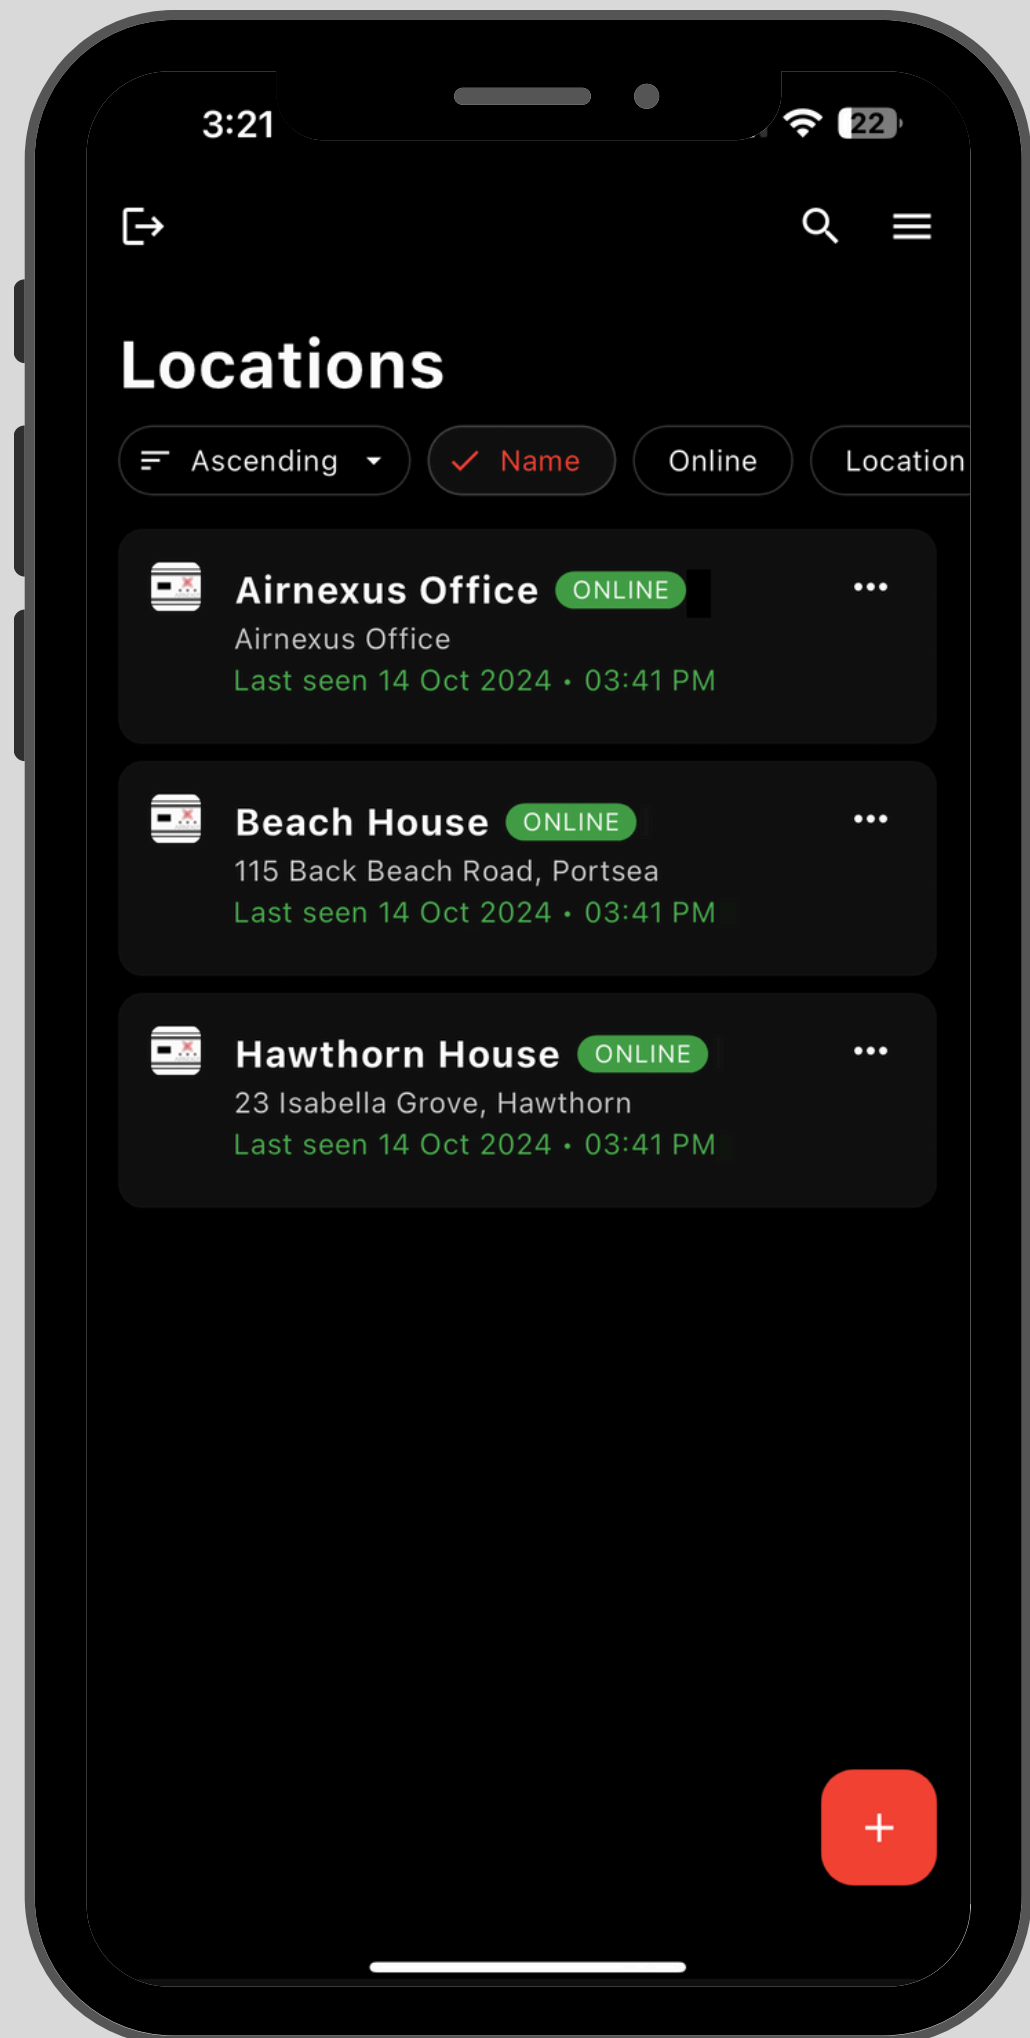 3:21
22
Locations
Ascending Name Online Location
Airnexus Office ONLINE
Airnexus Office
Last seen 14 Oct 2024 • 03:41 PM
Beach House ONLINE
115 Back Beach Road, Portsea
Last seen 14 Oct 2024 • 03:41 PM
Hawthorn House ONLINE
23 Isabella Grove, Hawthorn
Last seen 14 Oct 2024 • 03:41 PM